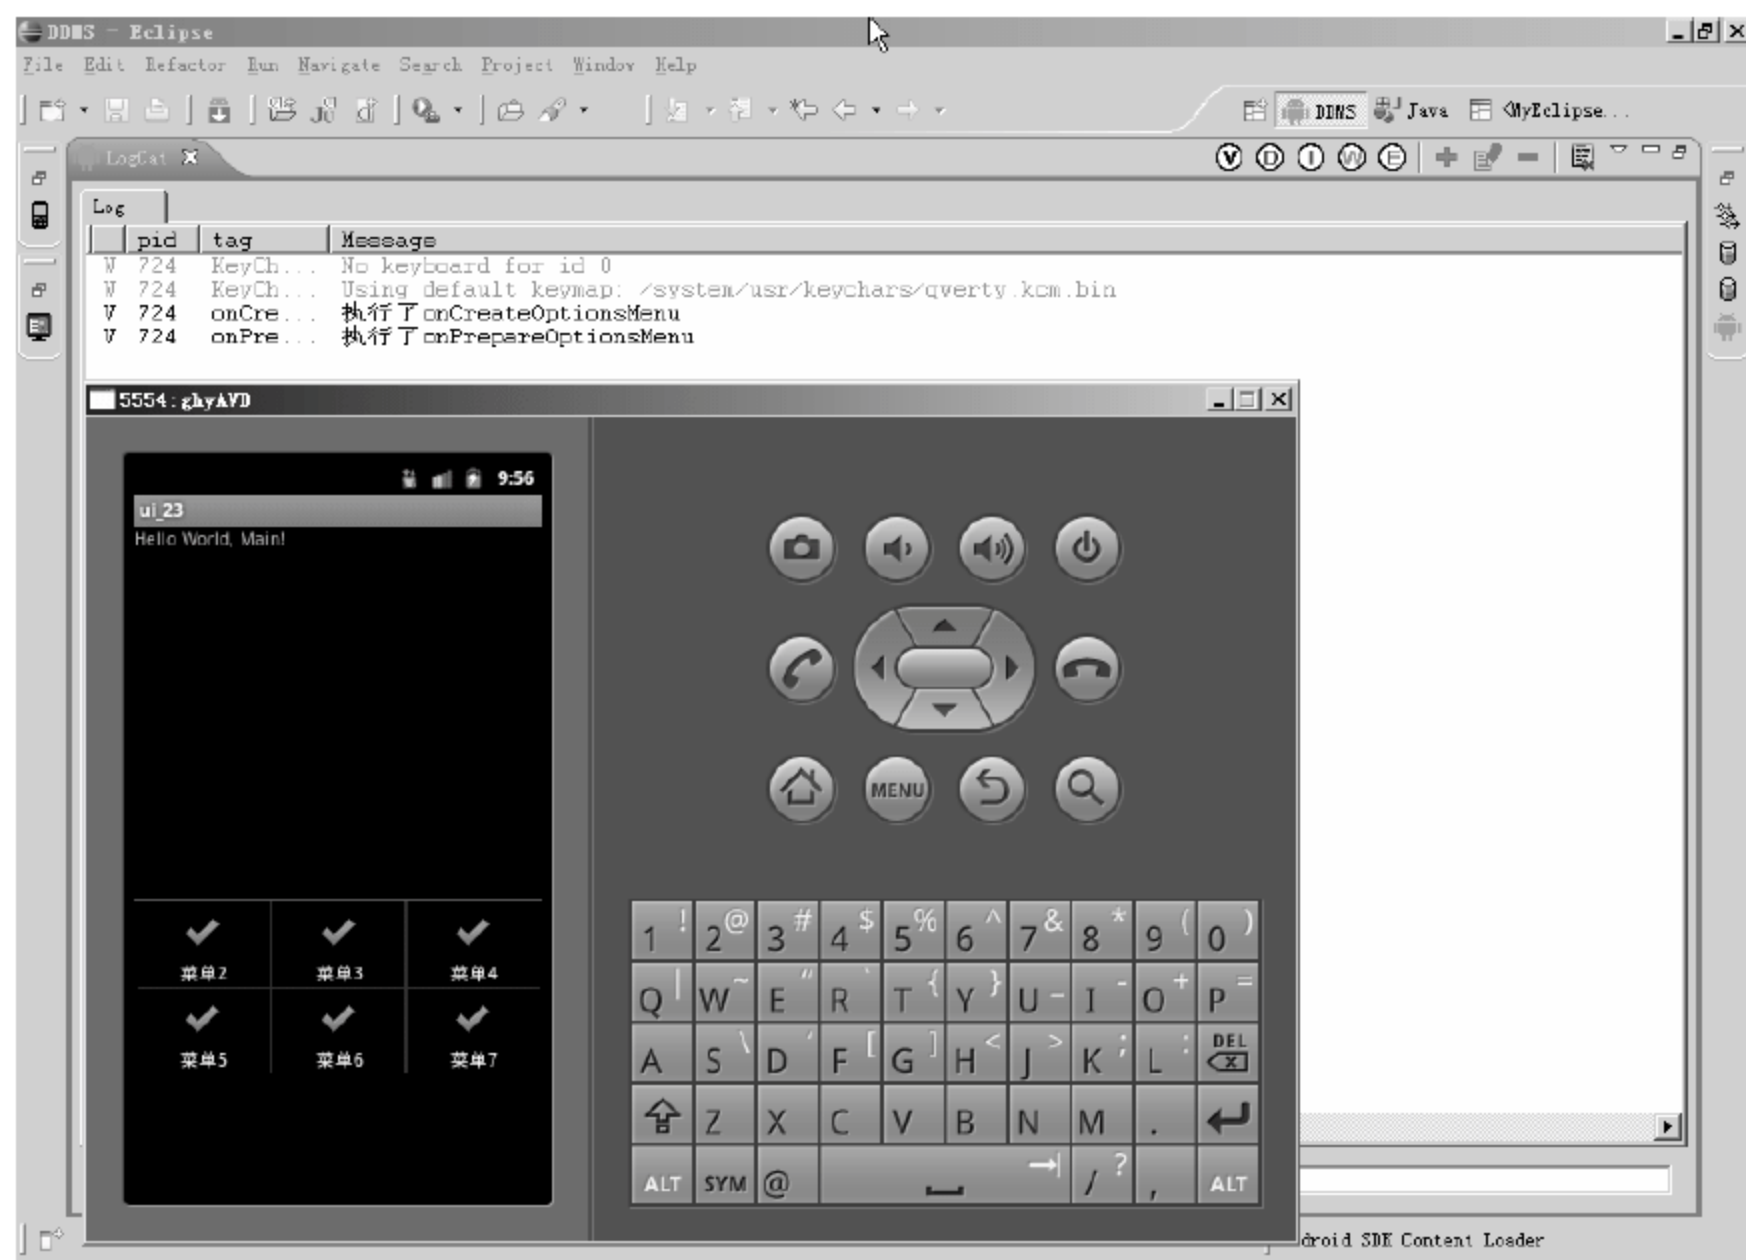 DDMS - Eclipse
File Edit Refactor Run Navigate Search Project Window Help
DDMS Java MyEclipse...
LogCat
Log
pid tag Message
W 724 KeyCh... No keyboard for id 0
W 724 KeyCh... Using default keymap: /system/usr/keychars/qwerty.kcm.bin
V 724 onCre... 执行了onCreateOptionsMenu
V 724 onPre... 执行了onPrepareOptionsMenu
5554:ghyAVD
9:56
ui_23
Hello World, Main!
菜单2 菜单3 菜单4
菜单5 菜单6 菜单7
MENU
1 ! 2 @ 3 # 4 $ 5 % 6 ^ 7 & 8 * 9 ( 0 )
Q | W ~ E " R ` T { Y } U _ I - O + P =
A S \ D ' F [ G ] H < J > K ; L : DEL
Z X C V B N M .
ALT SYM @ / ? , ALT
droid SDK Content Loader